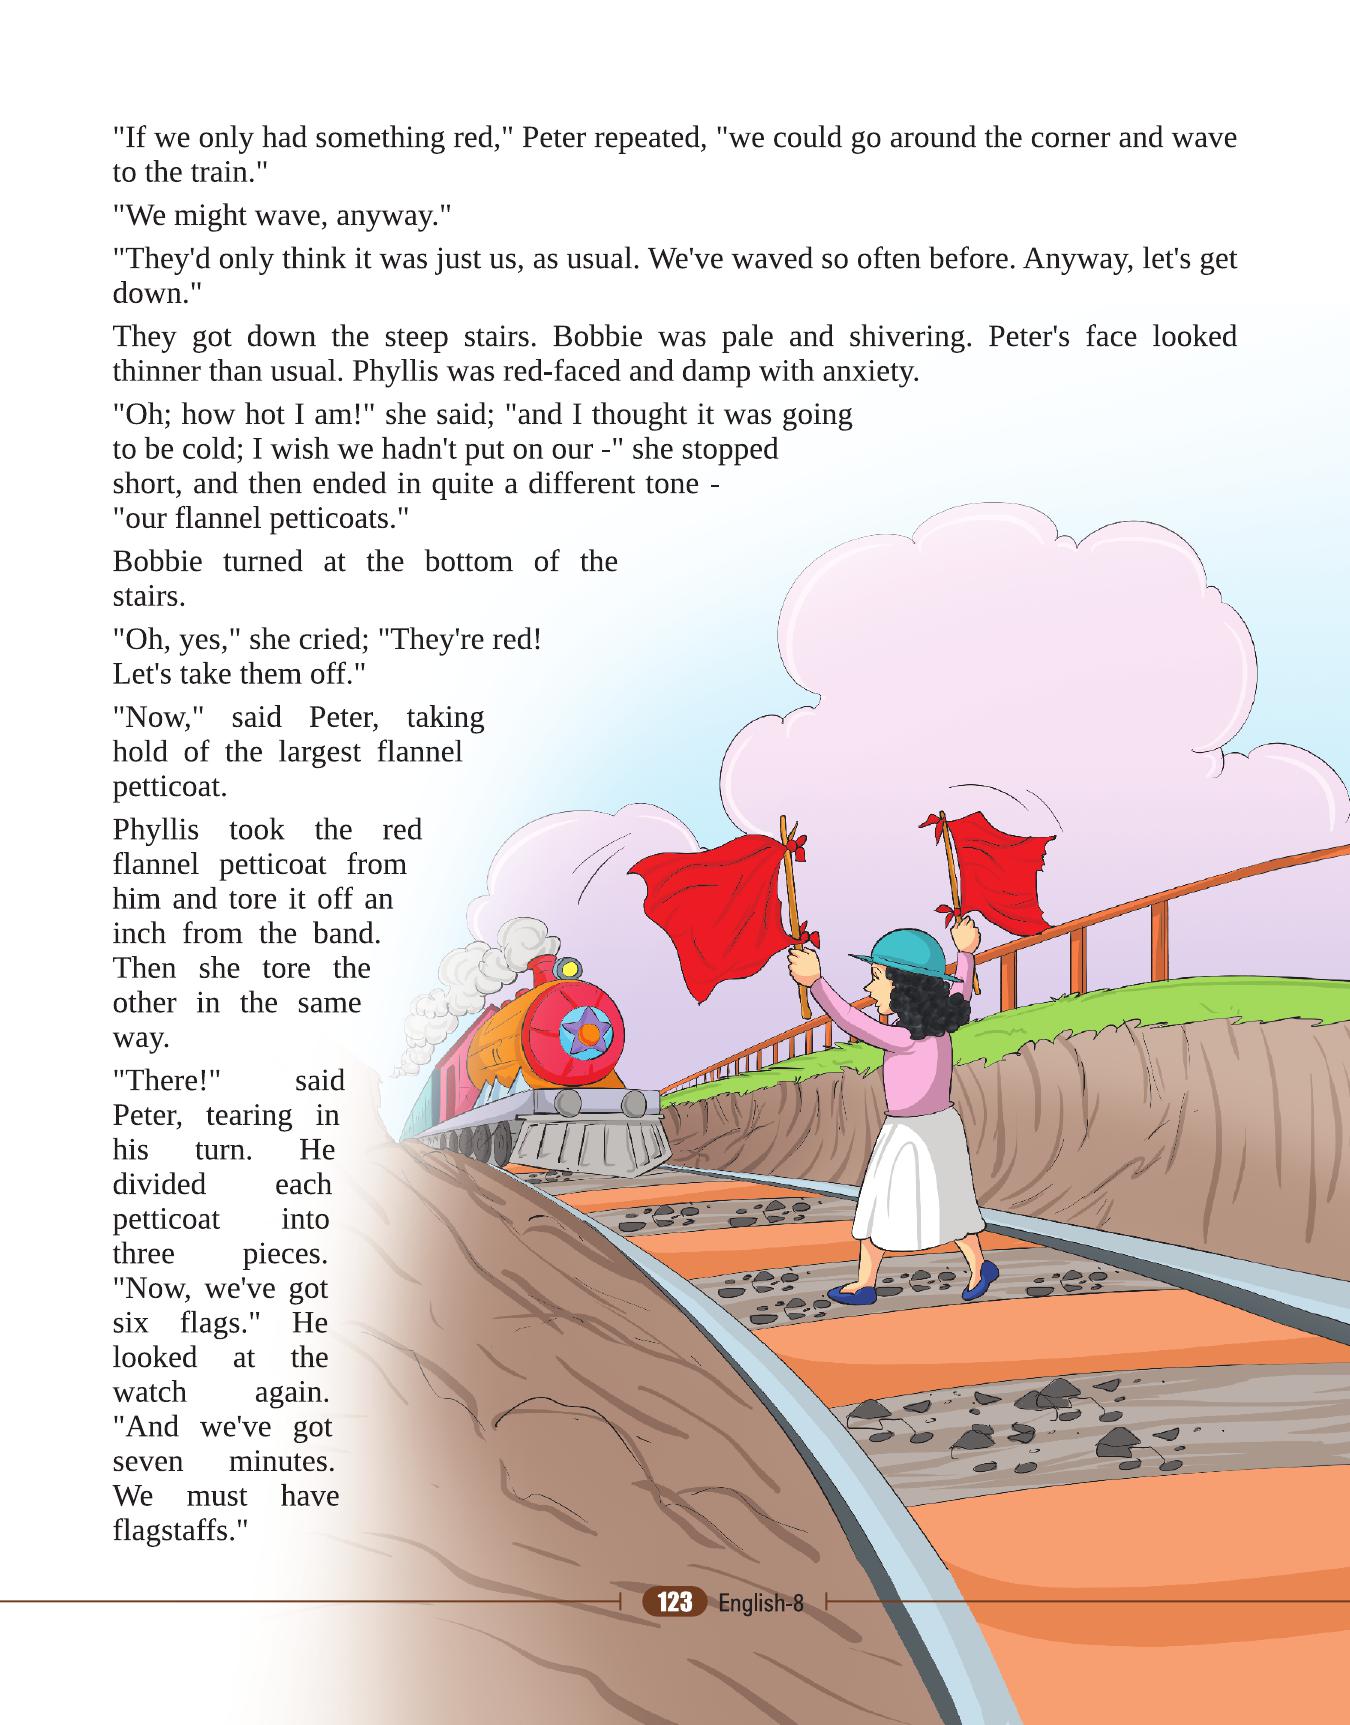 "If we only had something red," Peter repeated, "we could go around the corner and wave
to the train."
"We might wave, anyway."
"They'd only think it was just us, as usual. We've waved so often before. Anyway, let's get
down."
They got down the steep stairs. Bobbie was pale and shivering. Peter's face looked
thinner than usual. Phyllis was red-faced and damp with anxiety.
"Oh; how hot I am!" she said; "and I thought it was going
to be cold; I wish we hadn't put on our -" she stopped
short, and then ended in quite a different tone -
"our flannel petticoats."
Bobbie turned at the bottom of the
stairs.
"Oh, yes," she cried; "They're red!
Let's take them off."
"Now," said Peter, taking
hold of the largest flannel
petticoat.
Phyllis took the red
flannel petticoat from
him and tore it off an
inch from the band.
Then she tore the
other in the same
way.
"There!" said
Peter, tearing in
his turn. He
divided each
petticoat into
three pieces.
"Now, we've got
six flags." He
looked at the
watch again.
"And we've got
seven minutes.
We must have
flagstaffs."
123 English-8